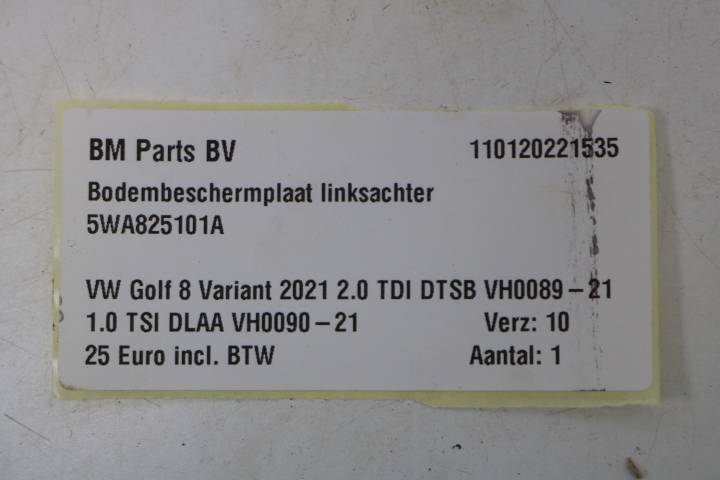 BM Parts BV 110120221535
Bodembeschermplaat linksachter
5WA825101A
VW Golf 8 Variant 2021 2.0 TDI DTSB VH0089-21
1.0 TSI DLAA VH0090-21 Verz: 10
25 Euro incl. BTW Aantal: 1